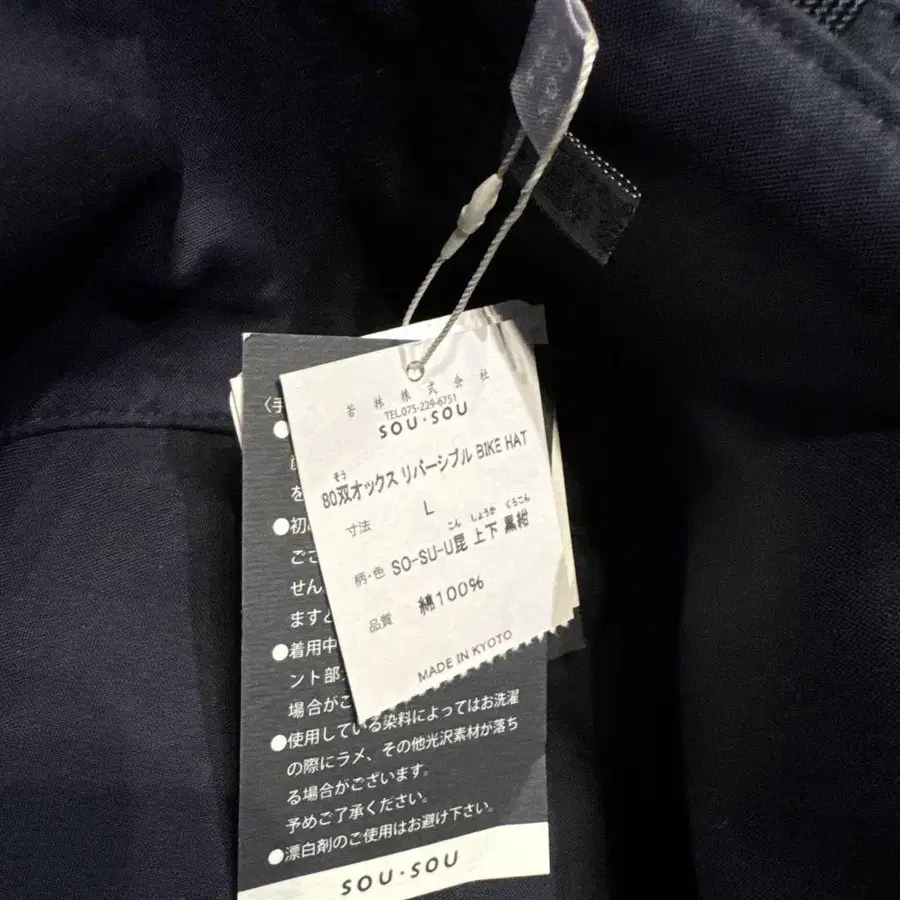 若林株式会社
TEL.075-229-6751
SOU・SOU
そう
80双オックス リバーシブル BIKE HAT
寸法 L
こん しょうか くろこん
柄・色 SO-SU-U昆 上下 黒紺
品質 綿100%
MADE IN KYOTO
〈手
●
を
●初
ご
せん
ますと
●着用中
ント部
場合がご
●使用している染料によってはお洗濯
の際にラメ、その他光沢素材が落ち
る場合がございます。
予めご了承ください。
●漂白剤のご使用はお避け下さい。
SOU・SOU